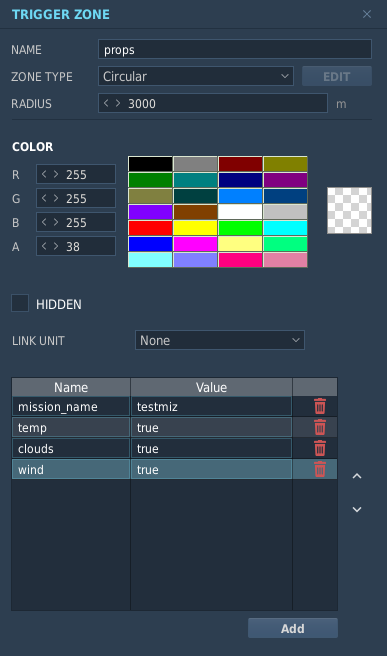 TRIGGER ZONE
NAME props
ZONE TYPE Circular EDIT
RADIUS 3000 m
COLOR
R 255
G 255
B 255
A 38
HIDDEN
LINK UNIT None
Name Value
mission_name testmiz
temp true
clouds true
wind true
Add